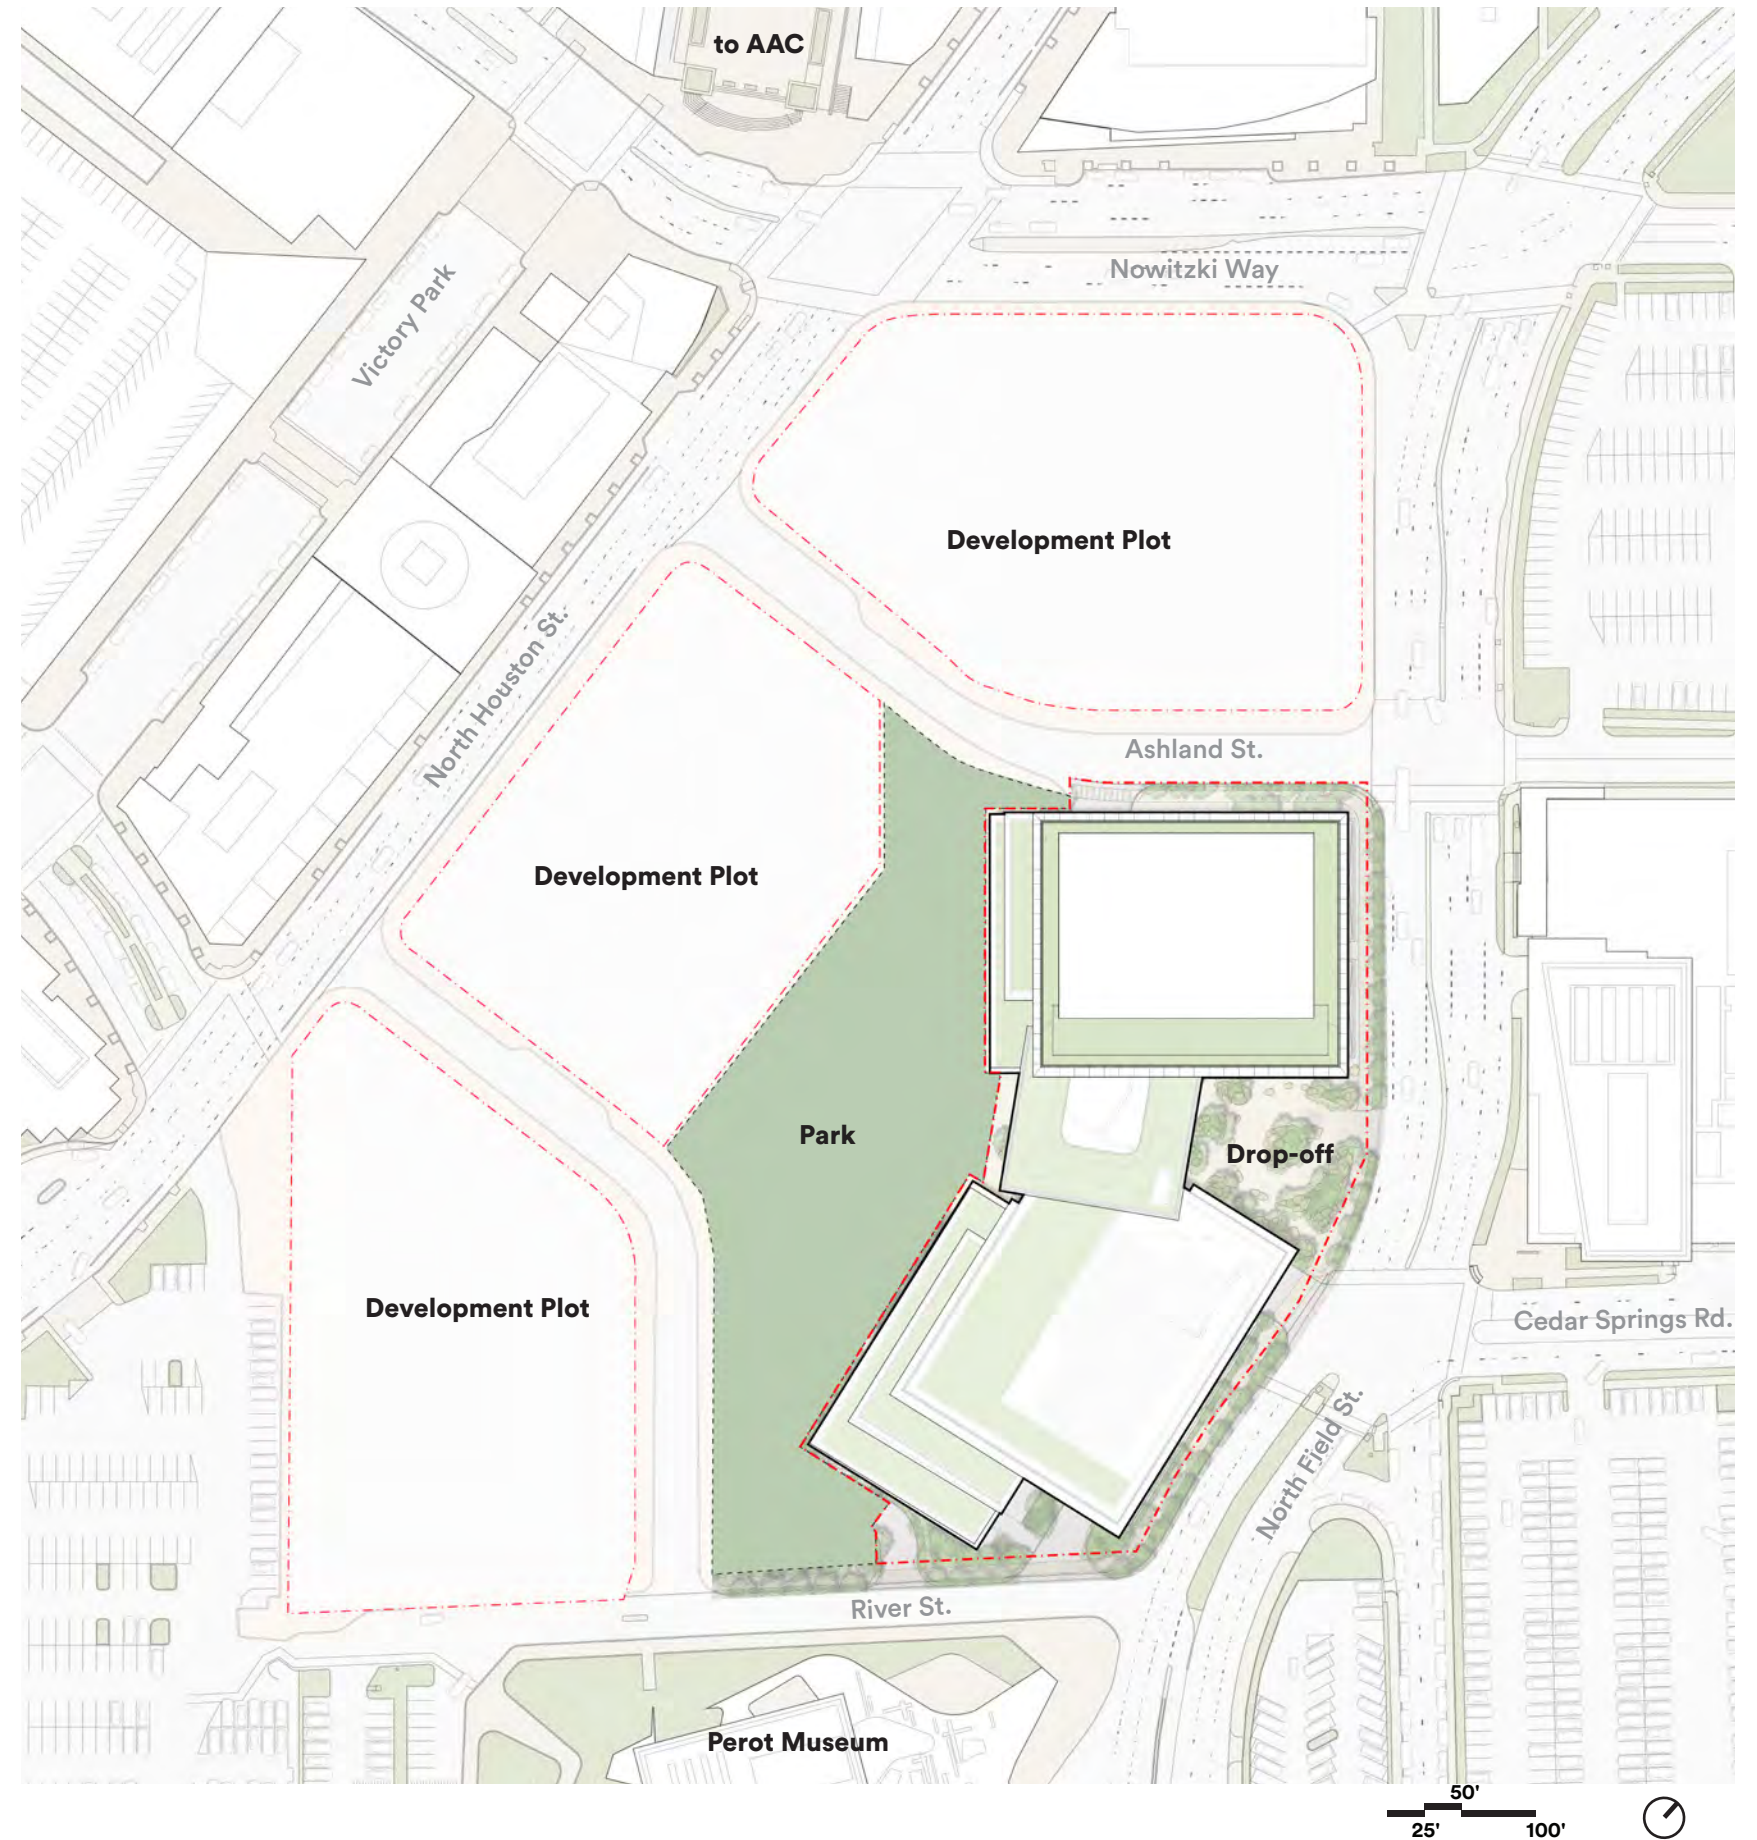 to AAC
Nowitzki Way
Victory Park
Development Plot
North Houston St.
Ashland St.
Development Plot
Park
Drop-off
Development Plot
Cedar Springs Rd.
North Field St.
River St.
Perot Museum
50'
25'
100'